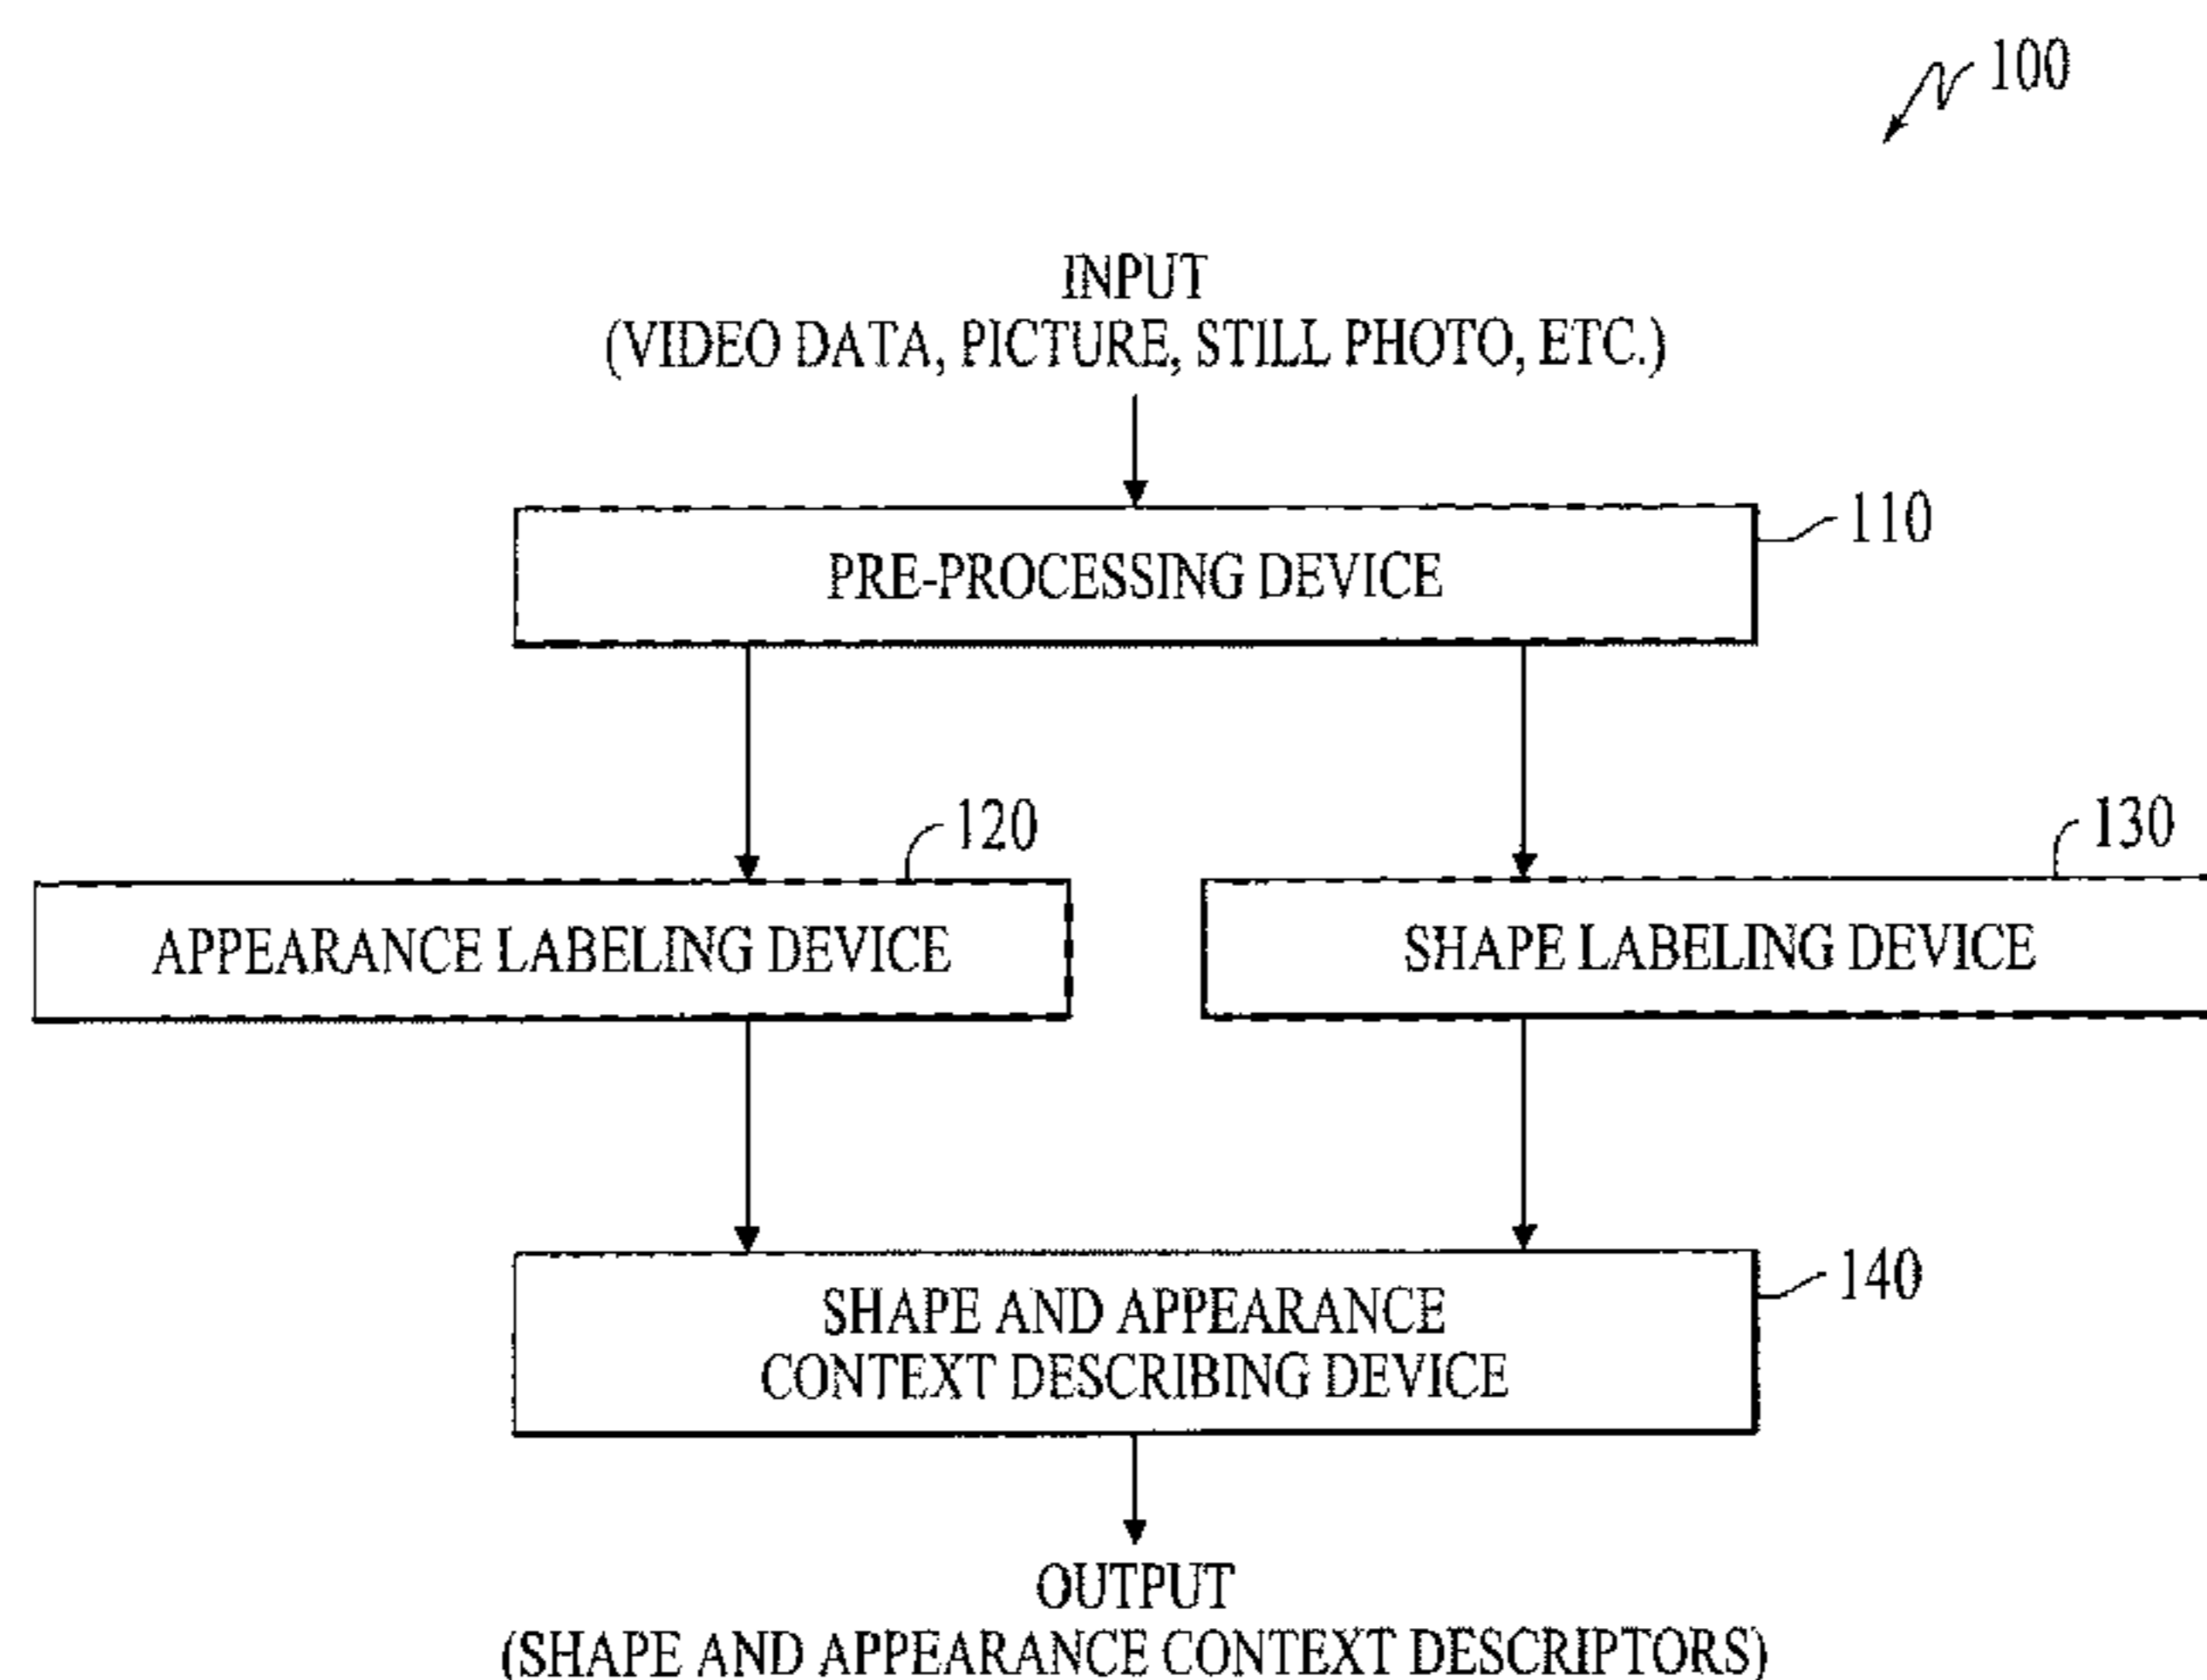 100
INPUT
(VIDEO DATA, PICTURE, STILL PHOTO, ETC.)
110
PRE-PROCESSING DEVICE
120
130
APPEARANCE LABELING DEVICE
SHAPE LABELING DEVICE
140
SHAPE AND APPEARANCE
CONTEXT DESCRIBING DEVICE
OUTPUT
(SHAPE AND APPEARANCE CONTEXT DESCRIPTORS)